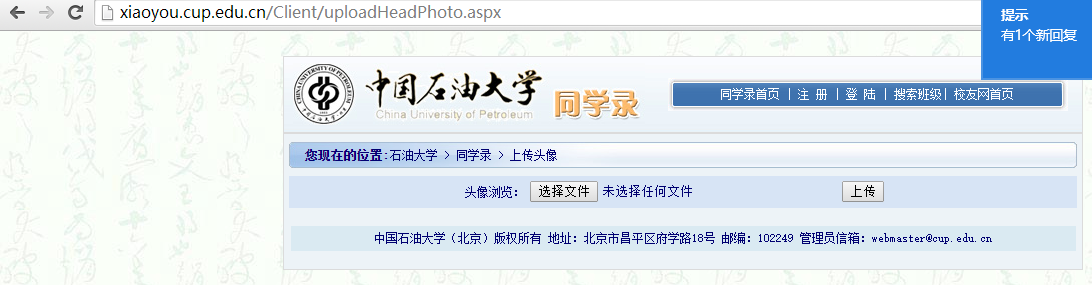 xiaoyou.cup.edu.cn/Client/uploadHeadPhoto.aspx
提示
有1个新回复
中国石油大学 同学录
China University of Petroleum
同学录首页 | 注 册 | 登 陆 | 搜索班级| 校友网首页
您现在的位置:石油大学 > 同学录 > 上传头像
头像浏览: 选择文件 未选择任何文件 上传
中国石油大学（北京）版权所有 地址：北京市昌平区府学路18号 邮编：102249 管理员信箱：webmaster@cup.edu.cn